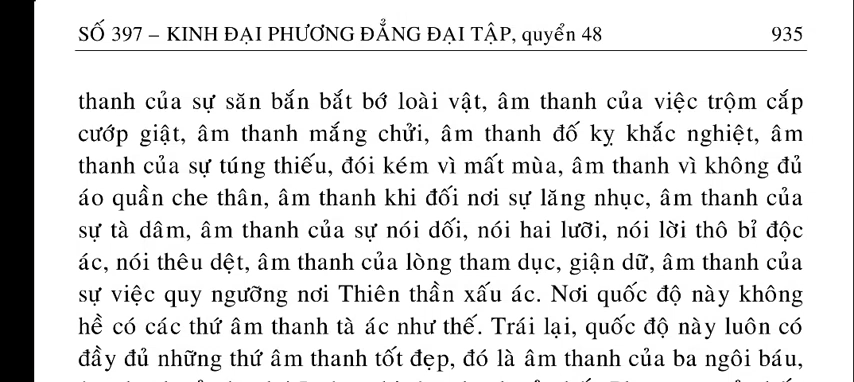 SỐ 397 – KINH ĐẠI PHƯƠNG ĐẲNG ĐẠI TẬP, quyển 48 935
thanh của sự săn bắn bắt bớ loài vật, âm thanh của việc trộm cắp
cướp giật, âm thanh mắng chửi, âm thanh đố kỵ khắc nghiệt, âm
thanh của sự túng thiếu, đói kém vì mất mùa, âm thanh vì không đủ
áo quần che thân, âm thanh khi đối nơi sự lăng nhục, âm thanh của
sự tà dâm, âm thanh của sự nói dối, nói hai lưỡi, nói lời thô bỉ độc
ác, nói thêu dệt, âm thanh của lòng tham dục, giận dữ, âm thanh của
sự việc quy ngưỡng nơi Thiên thần xấu ác. Nơi quốc độ này không
hề có các thứ âm thanh tà ác như thế. Trái lại, quốc độ này luôn có
đầy đủ những thứ âm thanh tốt đẹp, đó là âm thanh của ba ngôi báu,